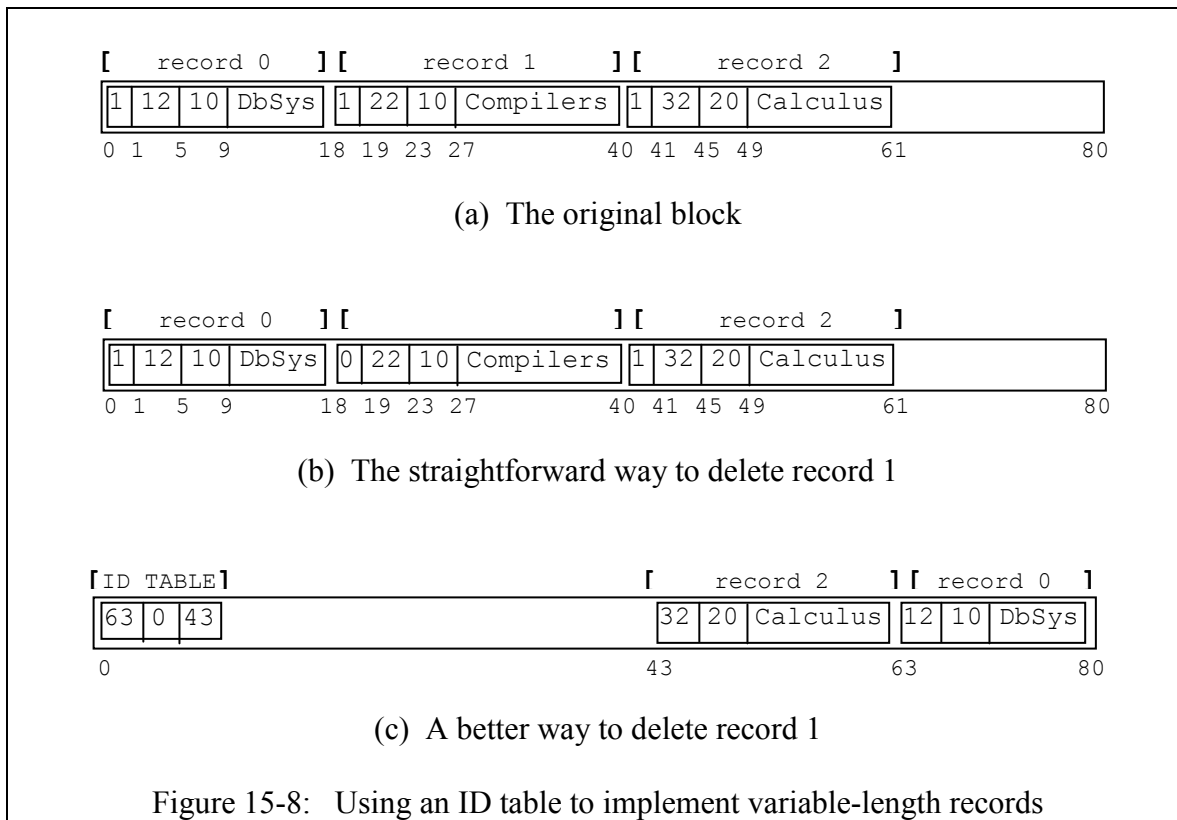 [ record 0 ] [ record 1 ] [ record 2 ]
1 12 10 DbSys 1 22 10 Compilers 1 32 20 Calculus
0 1 5 9 18 19 23 27 40 41 45 49 61 80
(a) The original block
[ record 0 ] [ ] [ record 2 ]
1 12 10 DbSys 0 22 10 Compilers 1 32 20 Calculus
0 1 5 9 18 19 23 27 40 41 45 49 61 80
(b) The straightforward way to delete record 1
[ID TABLE] [ record 2 ] [ record 0 ]
63 0 43 32 20 Calculus 12 10 DbSys
0 43 63 80
(c) A better way to delete record 1
Figure 15-8: Using an ID table to implement variable-length records